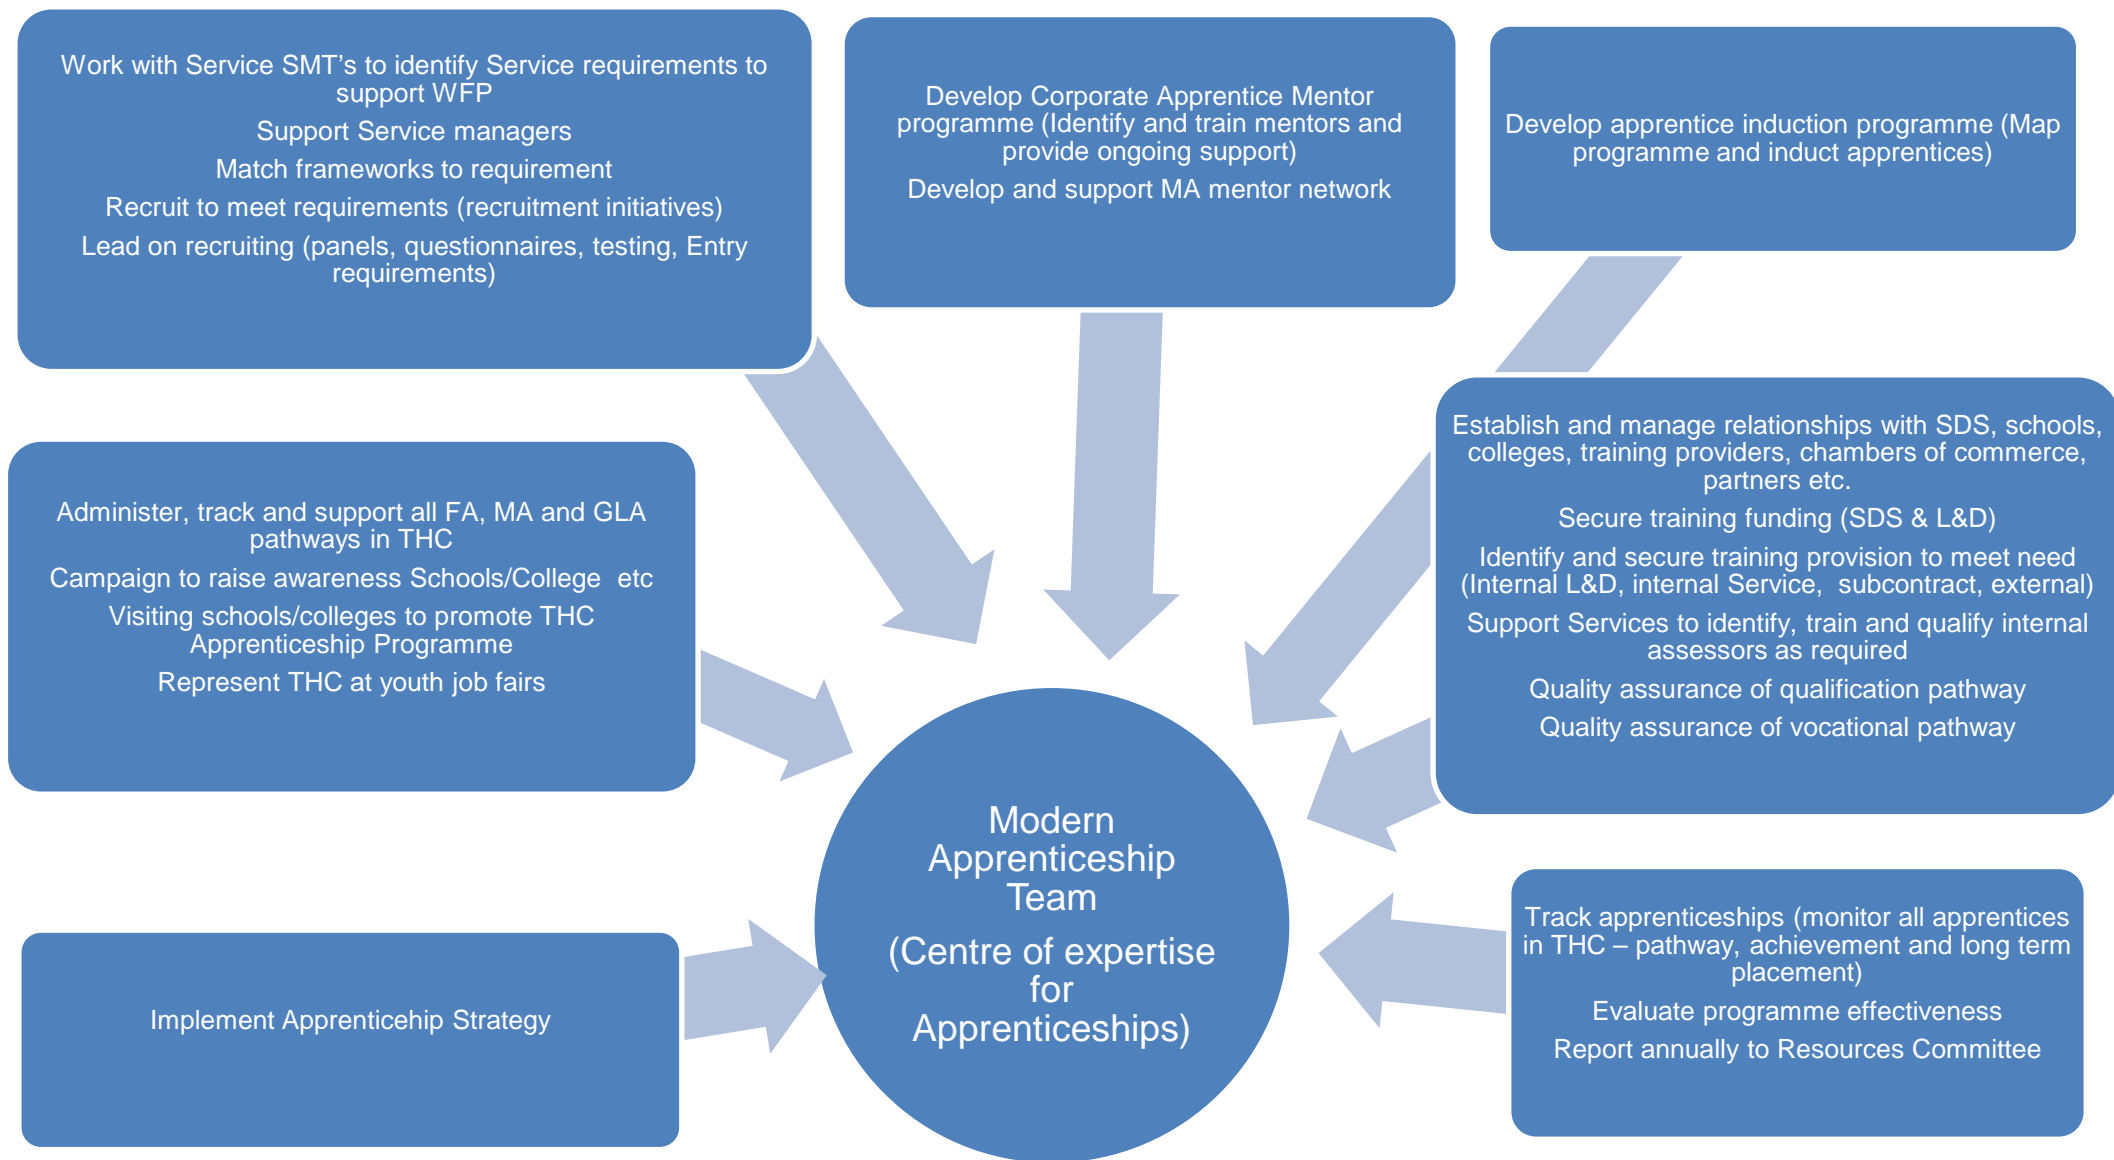 Work with Service SMT’s to identify Service requirements to
support WFP
Support Service managers
Match frameworks to requirement
Recruit to meet requirements (recruitment initiatives)
Lead on recruiting (panels, questionnaires, testing, Entry
requirements)
Develop Corporate Apprentice Mentor
programme (Identify and train mentors and
provide ongoing support)
Develop and support MA mentor network
Develop apprentice induction programme (Map
programme and induct apprentices)
Administer, track and support all FA, MA and GLA
pathways in THC
Campaign to raise awareness Schools/College  etc
Visiting schools/colleges to promote THC
Apprenticeship Programme
Represent THC at youth job fairs
Establish and manage relationships with SDS, schools,
colleges, training providers, chambers of commerce,
partners etc.
Secure training funding (SDS & L&D)
Identify and secure training provision to meet need
(Internal L&D, internal Service,  subcontract, external)
Support Services to identify, train and qualify internal
assessors as required
Quality assurance of qualification pathway
Quality assurance of vocational pathway
Modern
Apprenticeship
Team
(Centre of expertise
for
Apprenticeships)
Implement Apprenticehip Strategy
Track apprenticeships (monitor all apprentices
in THC – pathway, achievement and long term
placement)
Evaluate programme effectiveness
Report annually to Resources Committee